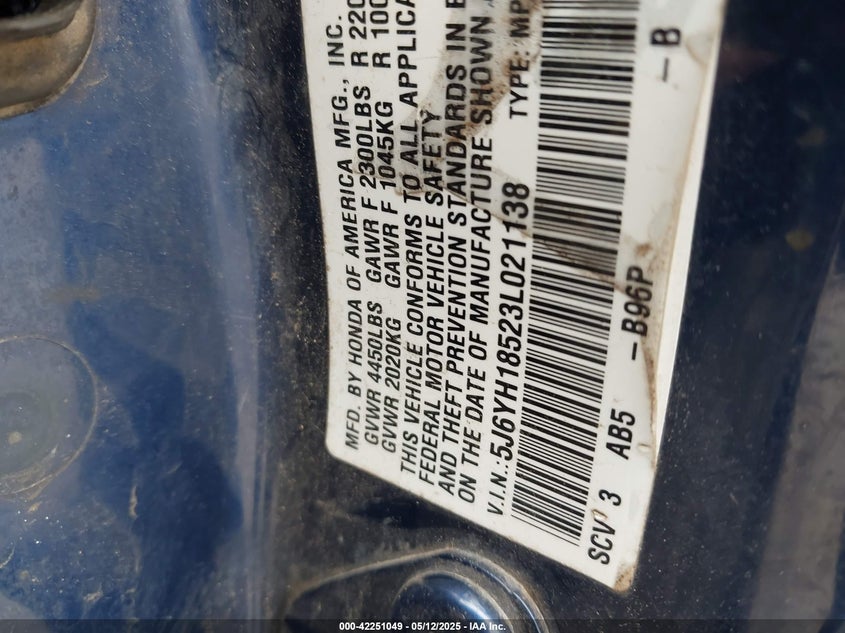 MFD. BY HONDA OF AMERICA MFG., INC.
GVWR 4450LBS GAWR F 2300LBS R 220
GVWR 2020KG GAWR F 1045KG R 100
THIS VEHICLE CONFORMS TO ALL APPLICA
FEDERAL MOTOR VEHICLE SAFETY
AND THEFT PREVENTION STANDARDS IN E
ON THE DATE OF MANUFACTURE SHOWN A
V.I.N.:5J6YH18523L021138 TYPE: MP
SCV 3 AB5 -B96P -B
000-42251049 - 05/12/2025 - IAA Inc.